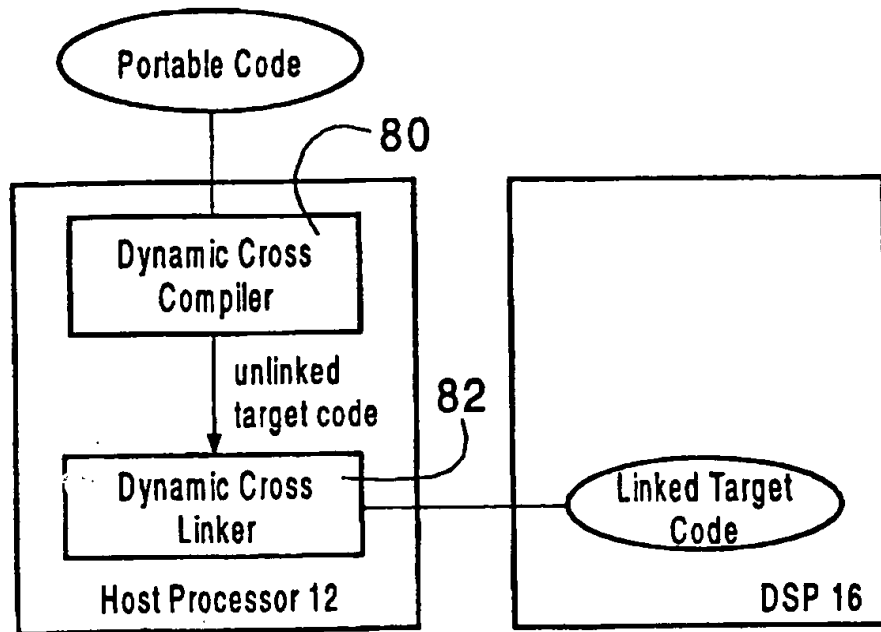 Portable Code
80
Dynamic Cross
Compiler
unlinked
target code
82
Dynamic Cross
Linker
Linked Target
Code
Host Processor 12
DSP 16